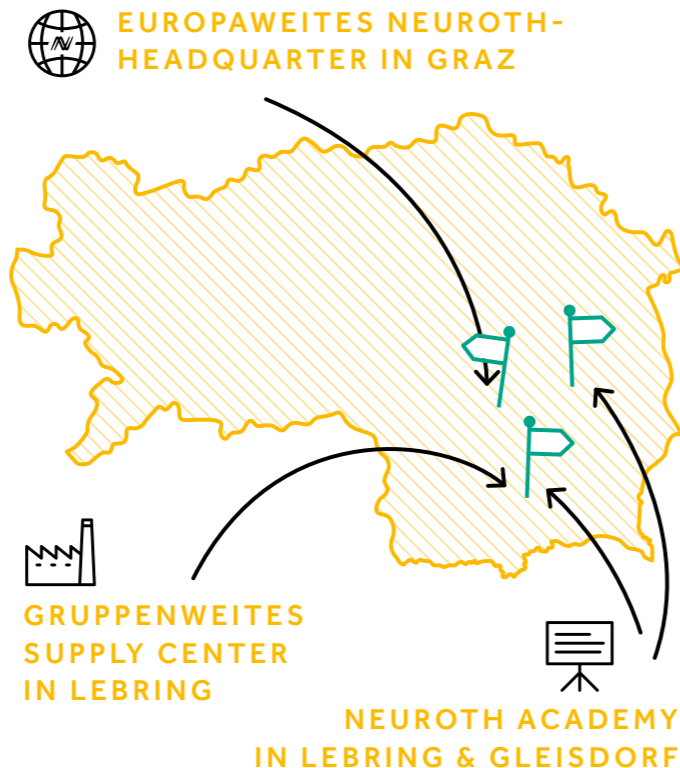 EUROPAWEITES NEUROTH-
HEADQUARTER IN GRAZ
GRUPPENWEITES
SUPPLY CENTER
IN LEBRING
NEUROTH ACADEMY
IN LEBRING & GLEISDORF